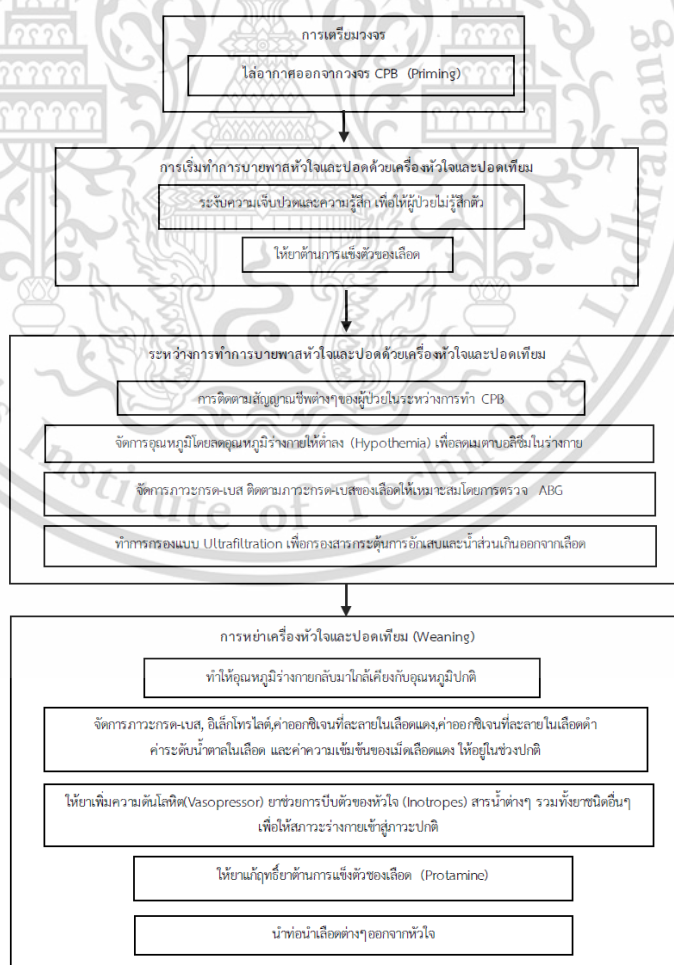 การเตรียมวงจร
ไล่อากาศออกจากวงจร CPB (Priming)
การเริ่มทำการบายพาสหัวใจและปอดด้วยเครื่องหัวใจและปอดเทียม
ระงับความเจ็บปวดและความรู้สึก เพื่อให้ผู้ป่วยไม่รู้สึกตัว
ให้ยาต้านการแข็งตัวของเลือด
ระหว่างการทำการบายพาสหัวใจและปอดด้วยเครื่องหัวใจและปอดเทียม
การติดตามสัญญาณชีพต่างๆของผู้ป่วยในระหว่างการทำ CPB
จัดการอุณหภูมิโดยลดอุณหภูมิร่างกายให้ต่ำลง (Hypothemia) เพื่อลดเมตาบอลิซึมในร่างกาย
จัดการภาวะกรด-เบส ติดตามภาวะกรด-เบสของเลือดให้เหมาะสมโดยการตรวจ ABG
ทำการกรองแบบ Ultrafiltration เพื่อกรองสารกระตุ้นการอักเสบและน้ำส่วนเกินออกจากเลือด
การหย่าเครื่องหัวใจและปอดเทียม (Weaning)
ทำให้อุณหภูมิร่างกายกลับมาใกล้เคียงกับอุณหภูมิปกติ
จัดการภาวะกรด-เบส, อิเล็กโทรไลต์,ค่าออกซิเจนที่ละลายในเลือดแดง,ค่าออกซิเจนที่ละลายในเลือดดำ
ค่าระดับน้ำตาลในเลือด และค่าความเข้มข้นของเม็ดเลือดแดง ให้อยู่ในช่วงปกติ
ให้ยาเพิ่มความดันโลหิต(Vasopressor) ยาช่วยการบีบตัวของหัวใจ (Inotropes) สารน้ำต่างๆ รวมทั้งยาชนิดอื่นๆ
เพื่อให้สภาวะร่างกายเข้าสู่ภาวะปกติ
ให้ยาแก้ฤทธิ์ยาต้านการแข็งตัวของเลือด (Protamine)
นำท่อนำเลือดต่างๆออกจากหัวใจ
Institute of Technology Ladkrabang